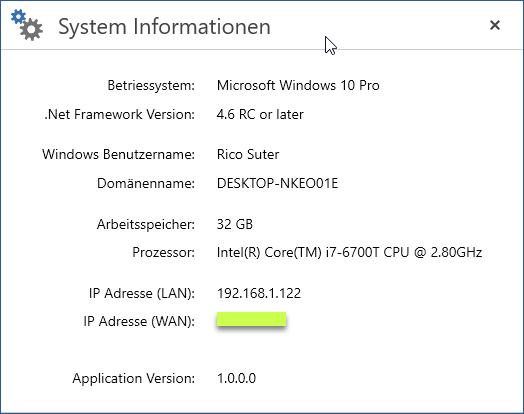 System Informationen
Betriessystem: Microsoft Windows 10 Pro
.Net Framework Version: 4.6 RC or later
Windows Benutzername: Rico Suter
Domänenname: DESKTOP-NKEO01E
Arbeitsspeicher: 32 GB
Prozessor: Intel(R) Core(TM) i7-6700T CPU @ 2.80GHz
IP Adresse (LAN): 192.168.1.122
IP Adresse (WAN):
Application Version: 1.0.0.0